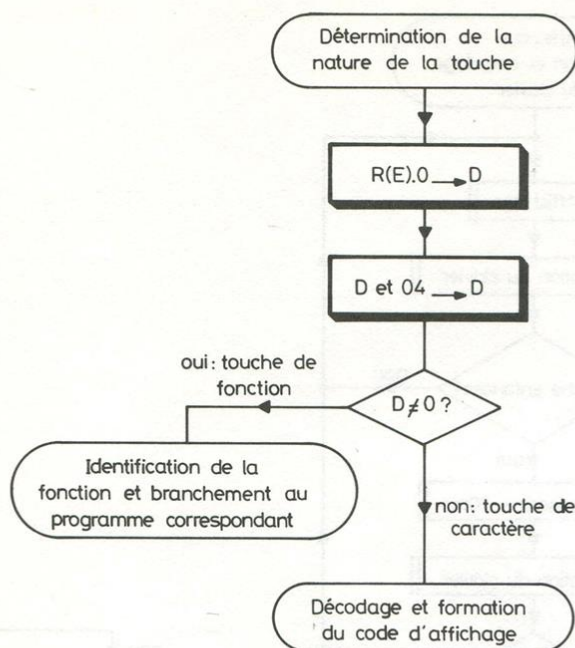 Détermination de la
nature de la touche
R(E).0 → D
D et 04 → D
oui: touche de
fonction
D ≠ 0 ?
Identification de la
fonction et branchement au
programme correspondant
non: touche de
caractère
Décodage et formation
du code d'affichage